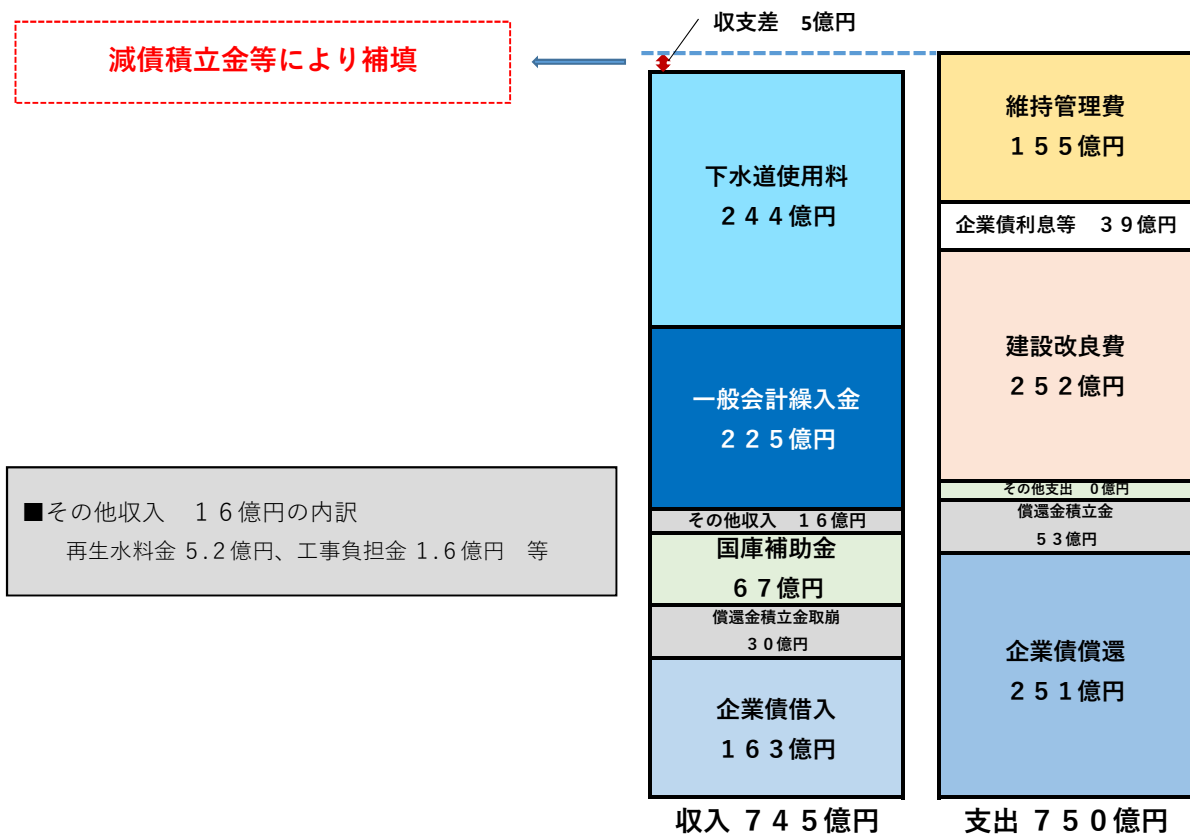 収支差　5億円
減債積立金等により補填
下水道使用料
２４４億円
一般会計繰入金
２２５億円
その他収入　１６億円
国庫補助金
６７億円
償還金積立金取崩
３０億円
企業債借入
１６３億円
収入 ７４５億円
維持管理費
１５５億円
企業債利息等　３９億円
建設改良費
２５２億円
その他支出　０億円
償還金積立金
５３億円
企業債償還
２５１億円
支出 ７５０億円
■その他収入　１６億円の内訳
再生水料金 5.2億円、工事負担金 1.6億円　等